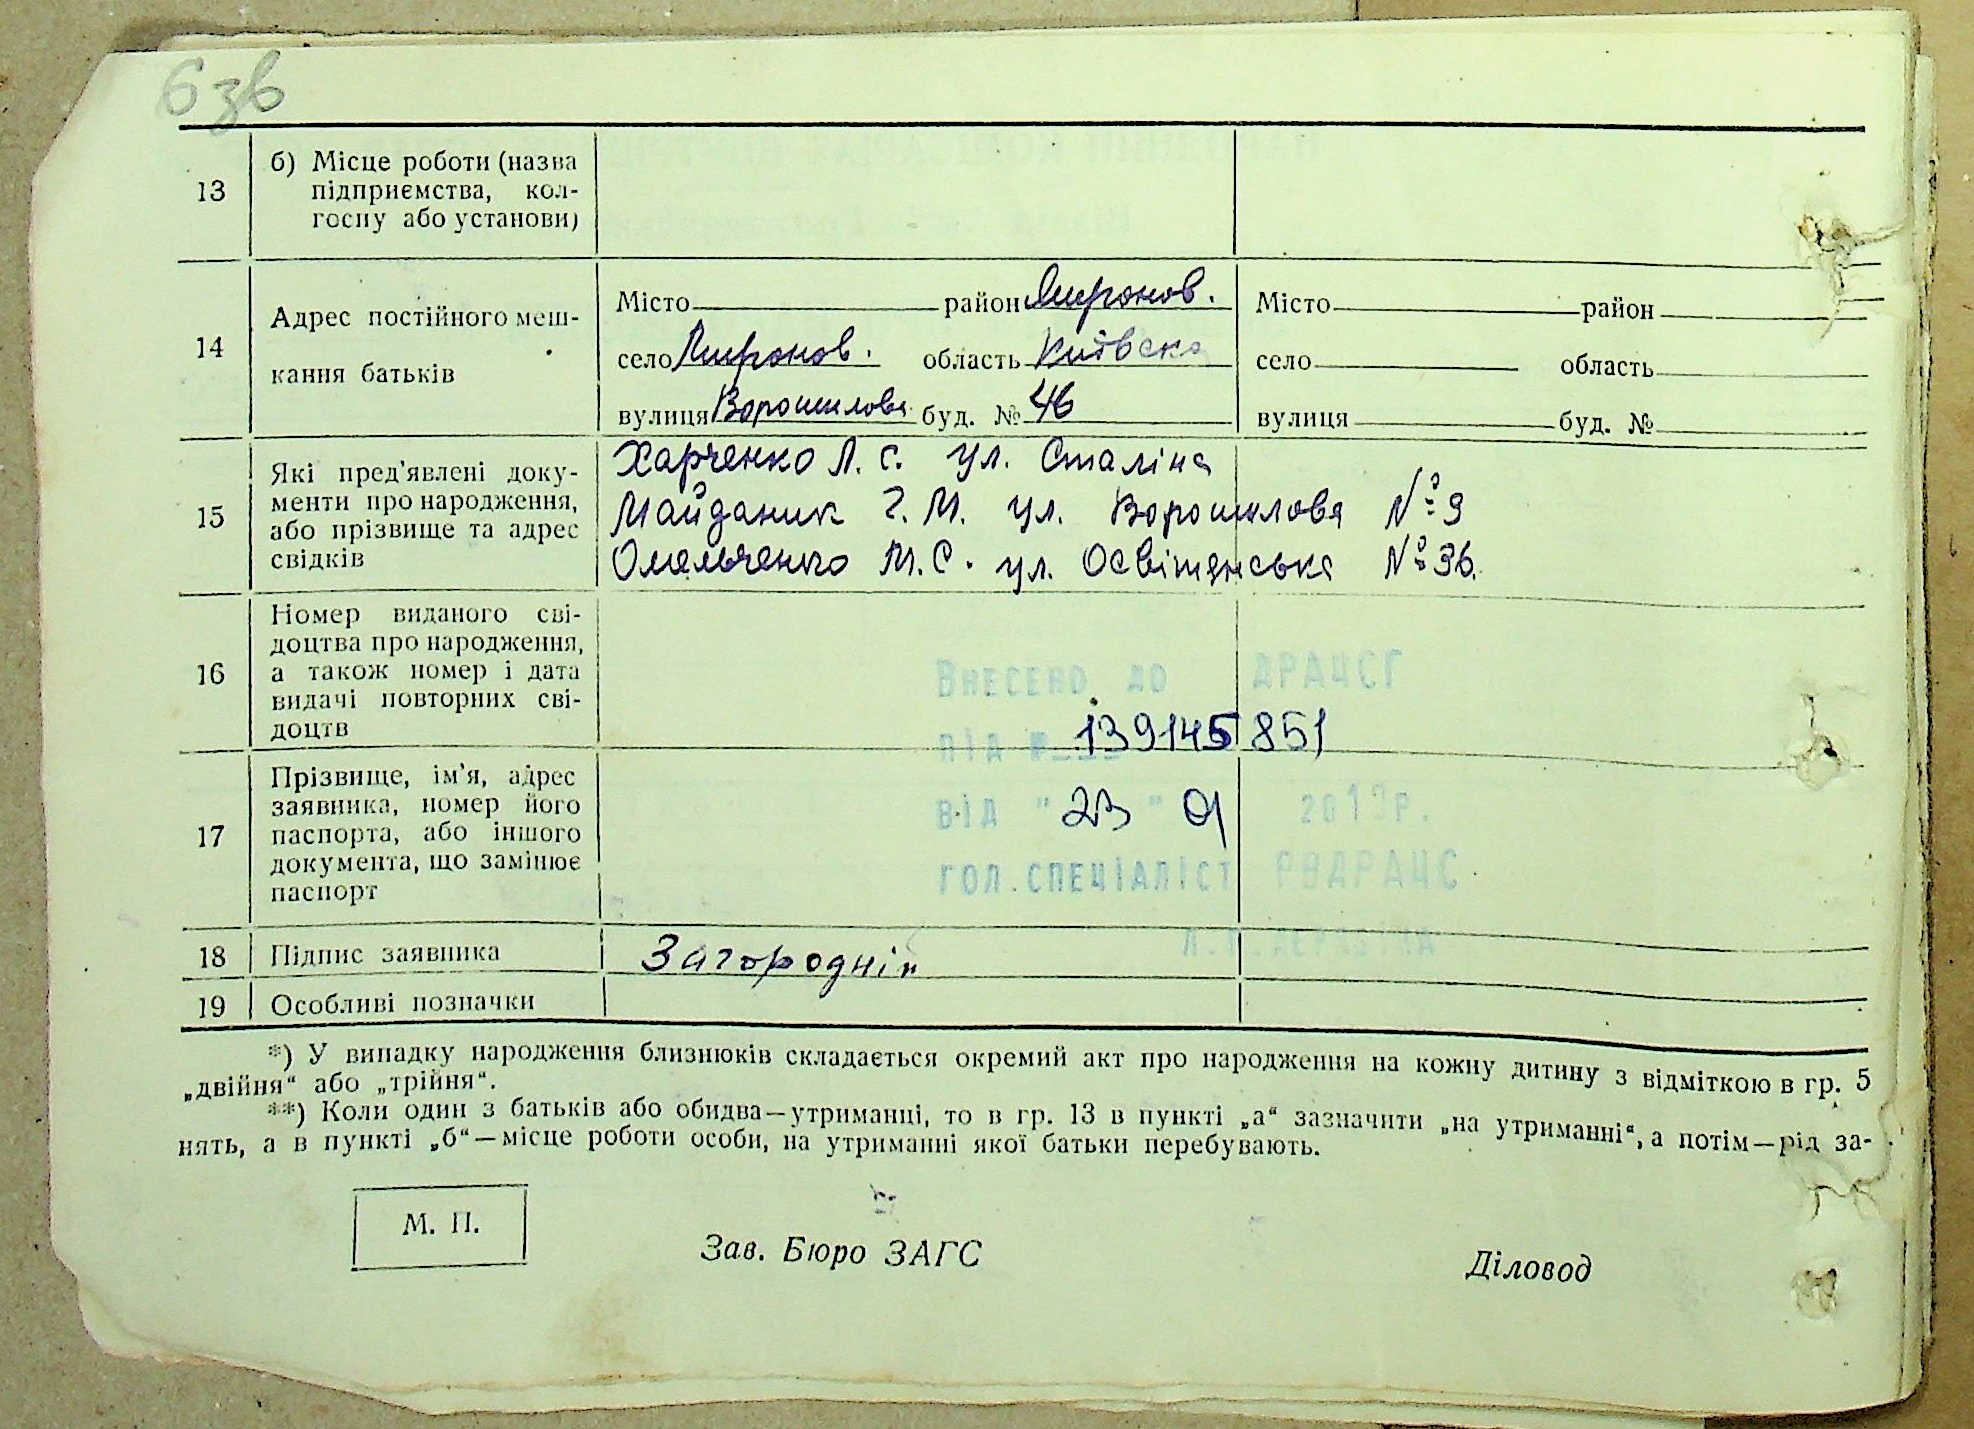 6 зв
13
б) Місце роботи (назва
підприємства, кол-
госпу або установи)
14
Адрес постійного меш-
кання батьків
Місто район Миронов.
село Миронов. область Київська
вулиця Ворошилова буд. № 46
Місто район
село область
вулиця буд. №
15
Які пред'явлені доку-
менти про народження,
або прізвище та адрес
свідків
Харченко Л. С. ул. Сталіна
Майданик Г. М. ул. Ворошилова № 9
Омельченко М. С. ул. Освітянська № 36.
16
Номер виданого сві-
доцтва про народження,
а також номер і дата
видачі повторних сві-
доцтв
Внесено до ДРАЦСГ
під № 139145851
17
Прізвище, ім'я, адрес
заявника, номер його
паспорта, або іншого
документа, що замінює
паспорт
від "23" 01 2019р.
гол.спеціаліст РВДРАЦС
18
Підпис заявника
Загородній
19
Особливі позначки
*) У випадку народження близнюків складається окремий акт про народження на кожну дитину з відміткою в гр. 5
„двійня“ або „трійня“.
**) Коли один з батьків або обидва—утриманці, то в гр. 13 в пункті „а“ зазначити „на утриманні“, а потім—рід за-
нять, а в пункті „б“—місце роботи особи, на утриманні якої батьки перебувають.
М. П.
Зав. Бюро ЗАГС
Діловод